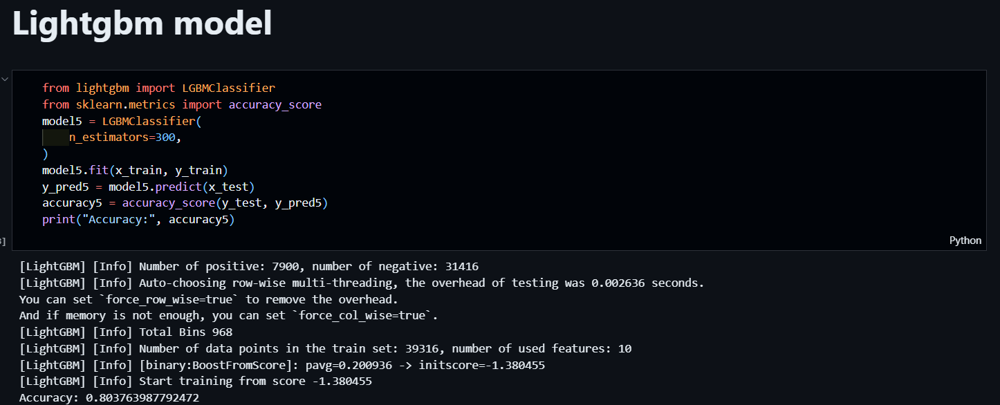 Lightgbm model
from lightgbm import LGBMClassifier
from sklearn.metrics import accuracy_score
model5 = LGBMClassifier(
    n_estimators=300,
)
model5.fit(x_train, y_train)
y_pred5 = model5.predict(x_test)
accuracy5 = accuracy_score(y_test, y_pred5)
print("Accuracy:", accuracy5)
]
Python
[LightGBM] [Info] Number of positive: 7900, number of negative: 31416
[LightGBM] [Info] Auto-choosing row-wise multi-threading, the overhead of testing was 0.002636 seconds.
You can set `force_row_wise=true` to remove the overhead.
And if memory is not enough, you can set `force_col_wise=true`.
[LightGBM] [Info] Total Bins 968
[LightGBM] [Info] Number of data points in the train set: 39316, number of used features: 10
[LightGBM] [Info] [binary:BoostFromScore]: pavg=0.200936 -> initscore=-1.380455
[LightGBM] [Info] Start training from score -1.380455
Accuracy: 0.803763987792472